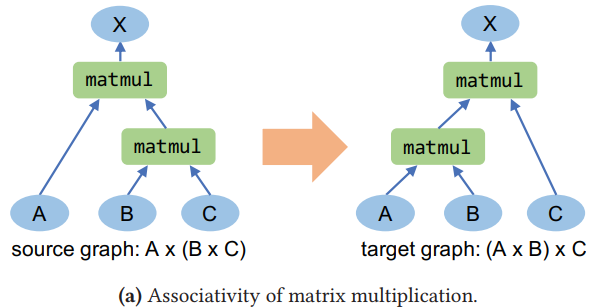 X X
matmul matmul
matmul matmul
A B C A B C
source graph: A x (B x C) target graph: (A x B) x C
(a) Associativity of matrix multiplication.